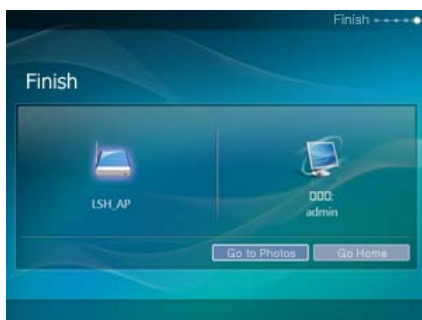 Finish
Finish
LSH_AP
□□□:
admin
Go to Photos
Go Home